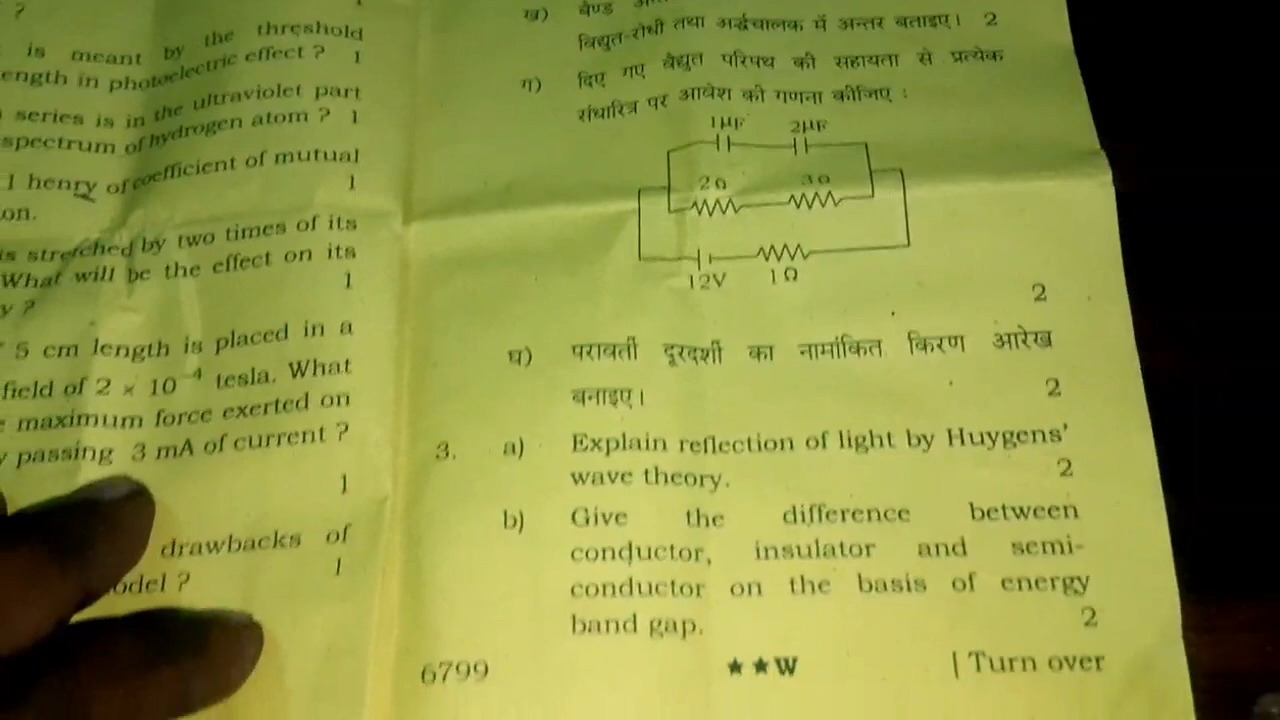 ?
is meant by the threshold
ength in photoelectric effect ? 1
series is in the ultraviolet part
spectrum of hydrogen atom ? 1
1 henry of coefficient of mutual
on. 1
is stretched by two times of its
What will be the effect on its
y ? 1
5 cm length is placed in a
field of 2 × 10⁻⁴ tesla. What
maximum force exerted on
passing 3 mA of current ?
1
drawbacks of
odel ? 1
ख) बैण्ड
विद्युत-रोधी तथा अर्द्धचालक में अन्तर बताइए। 2
ग) दिए गए वैद्युत परिपथ की सहायता से प्रत्येक
संधारित्र पर आवेश की गणना कीजिए :
1μF 2μF
2Ω 3Ω
12V 1Ω
2
घ) परावर्ती दूरदर्शी का नामांकित किरण आरेख
बनाइए। 2
3. a) Explain reflection of light by Huygens'
wave theory. 2
b) Give the difference between
conductor, insulator and semi-
conductor on the basis of energy
band gap. 2
6799 ★★W | Turn over